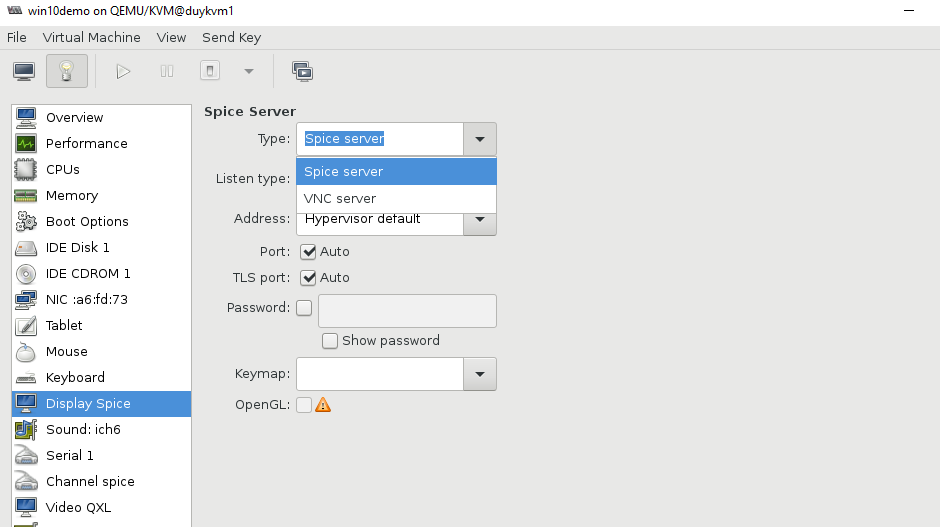 win10demo on QEMU/KVM@duykvm1
File Virtual Machine View Send Key
Overview
Performance
CPUs
Memory
Boot Options
IDE Disk 1
IDE CDROM 1
NIC :a6:fd:73
Tablet
Mouse
Keyboard
Display Spice
Sound: ich6
Serial 1
Channel spice
Video QXL
Spice Server
Type: Spice server
Spice server
VNC server
Listen type:
Address: Hypervisor default
Port: Auto
TLS port: Auto
Password:
Show password
Keymap:
OpenGL: